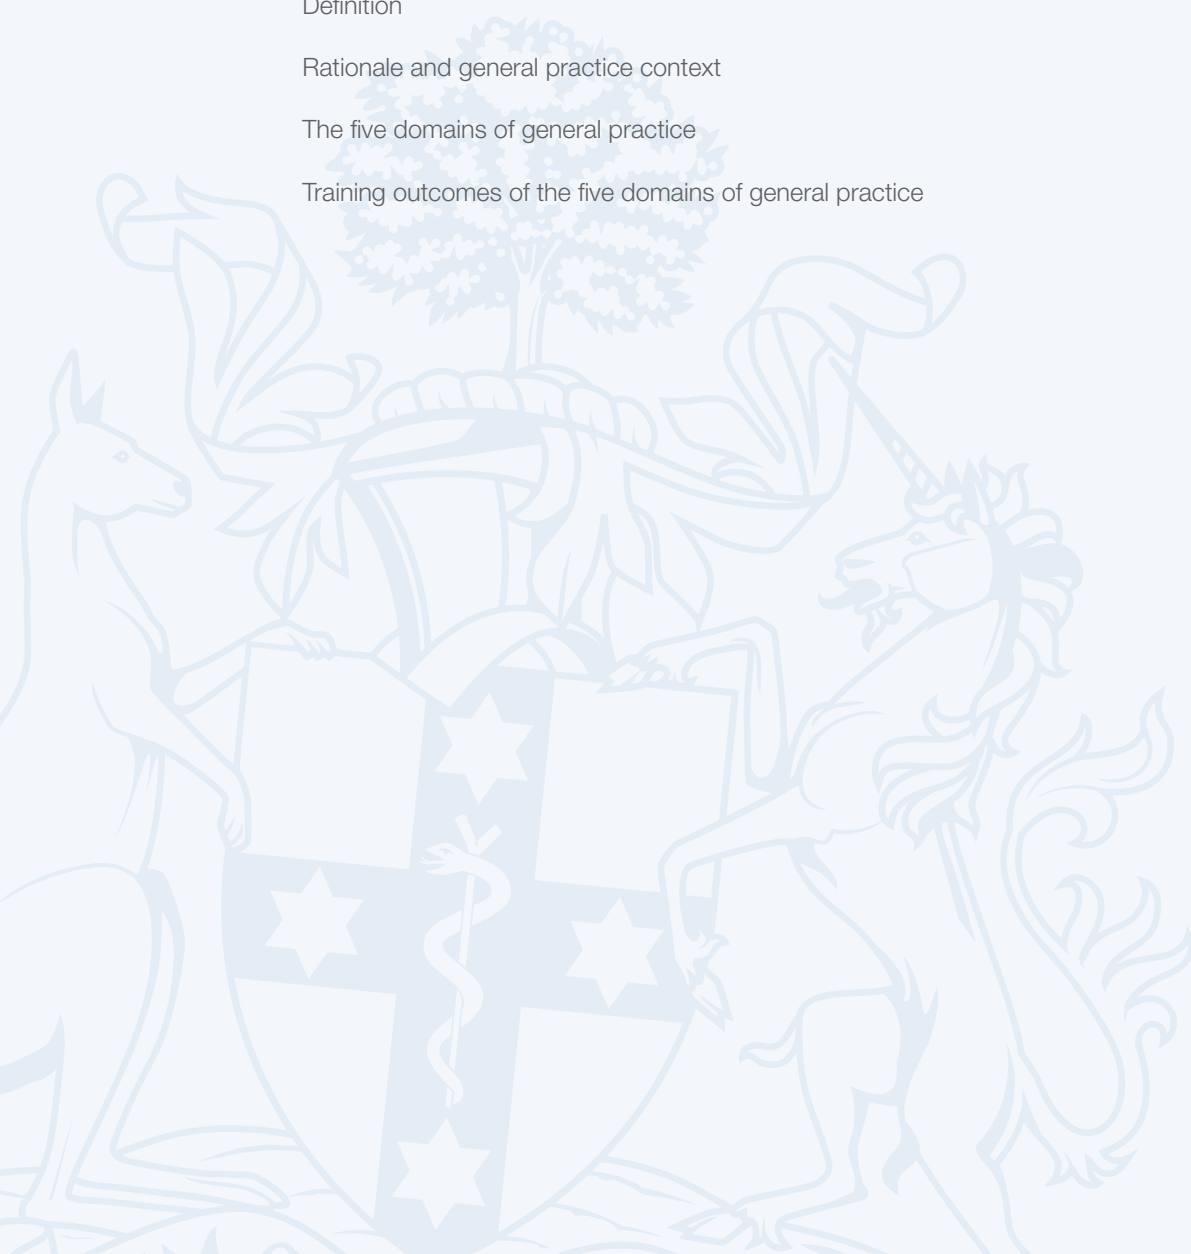 Definition
Rationale and general practice context
The five domains of general practice
Training outcomes of the five domains of general practice